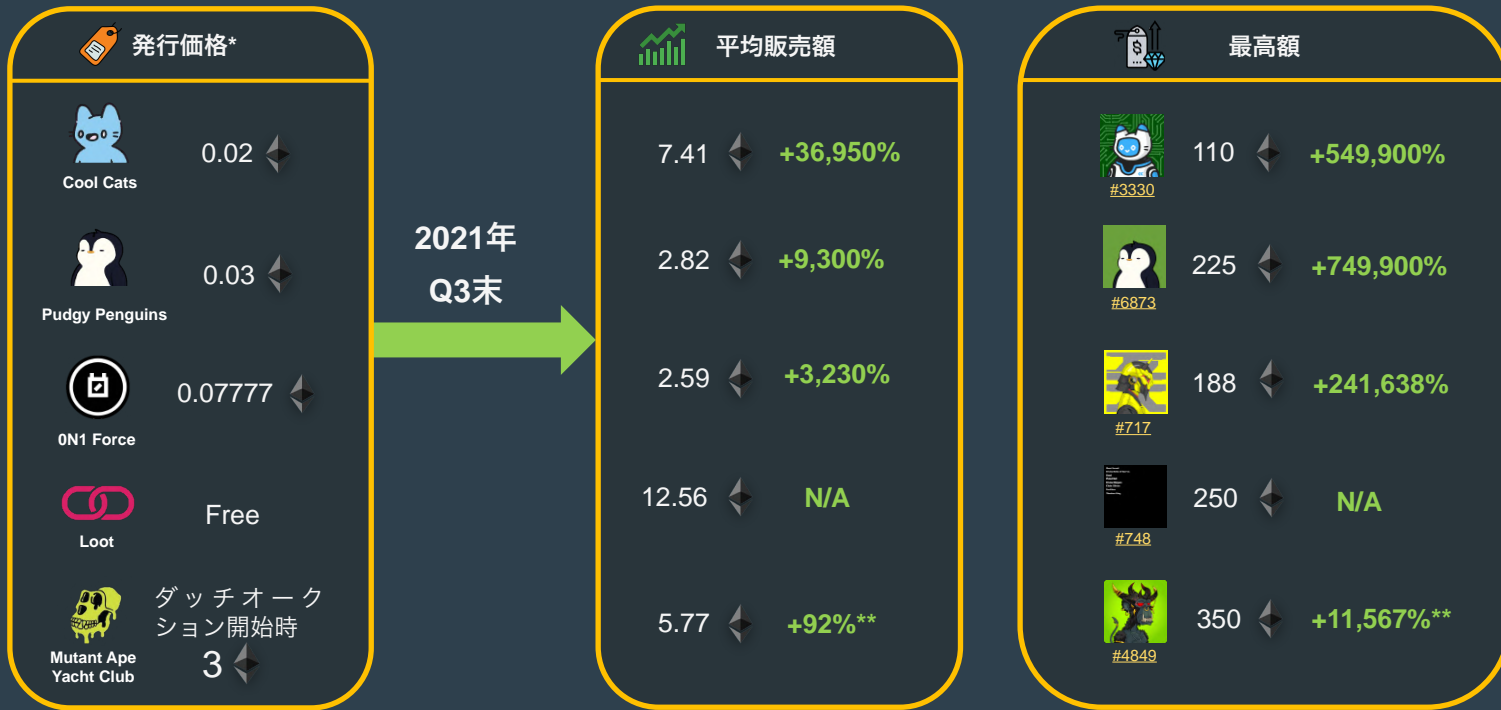 発行価格*
Cool Cats
0.02
Pudgy Penguins
0.03
0N1 Force
0.07777
Loot
Free
Mutant Ape
Yacht Club
ダッチオーク
ション開始時
3
2021年
Q3末
平均販売額
7.41 +36,950%
2.82 +9,300%
2.59 +3,230%
12.56 N/A
5.77 +92%**
最高額
#3330
110 +549,900%
#6873
225 +749,900%
#717
188 +241,638%
#748
250 N/A
#4849
350 +11,567%**